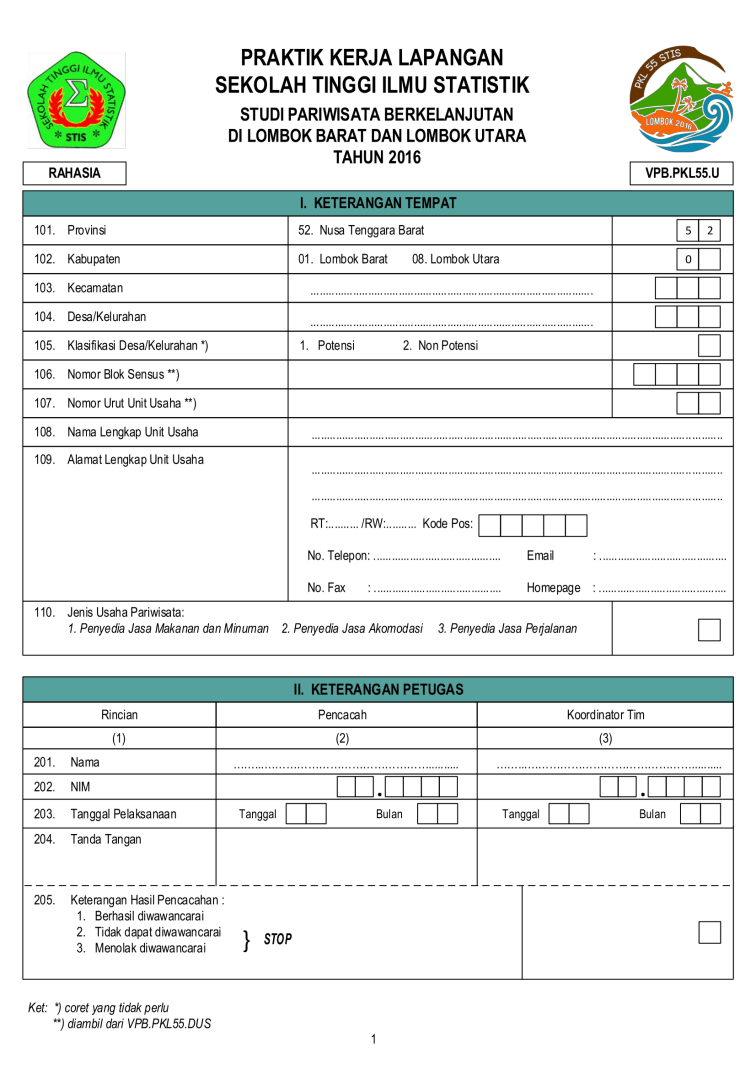 PRAKTIK KERJA LAPANGAN
SEKOLAH TINGGI ILMU STATISTIK
STUDI PARIWISATA BERKELANJUTAN
DI LOMBOK BARAT DAN LOMBOK UTARA
TAHUN 2016
SEKOLAH TINGGI ILMU STATISTIK
* STIS *
PKL 55 STIS
LOMBOK 2016
RAHASIA
VPB.PKL55.U
I. KETERANGAN TEMPAT
101. Provinsi 52. Nusa Tenggara Barat 5 2
102. Kabupaten 01. Lombok Barat 08. Lombok Utara 0
103. Kecamatan ...............................................................................................
104. Desa/Kelurahan ...............................................................................................
105. Klasifikasi Desa/Kelurahan *) 1. Potensi 2. Non Potensi
106. Nomor Blok Sensus **)
107. Nomor Urut Unit Usaha **)
108. Nama Lengkap Unit Usaha ...............................................................................................
109. Alamat Lengkap Unit Usaha ...............................................................................................
...............................................................................................
RT:.......... /RW:.......... Kode Pos:
No. Telepon: .......................................... Email : ..........................................
No. Fax : .......................................... Homepage : ..........................................
110. Jenis Usaha Pariwisata:
1. Penyedia Jasa Makanan dan Minuman 2. Penyedia Jasa Akomodasi 3. Penyedia Jasa Perjalanan
II. KETERANGAN PETUGAS
Rincian Pencacah Koordinator Tim
(1) (2) (3)
201. Nama .......................................................... ..........................................................
202. NIM . .
203. Tanggal Pelaksanaan Tanggal Bulan Tanggal Bulan
204. Tanda Tangan
205. Keterangan Hasil Pencacahan :
1. Berhasil diwawancarai
2. Tidak dapat diwawancarai
3. Menolak diwawancarai
} STOP
Ket: *) coret yang tidak perlu
**) diambil dari VPB.PKL55.DUS
1